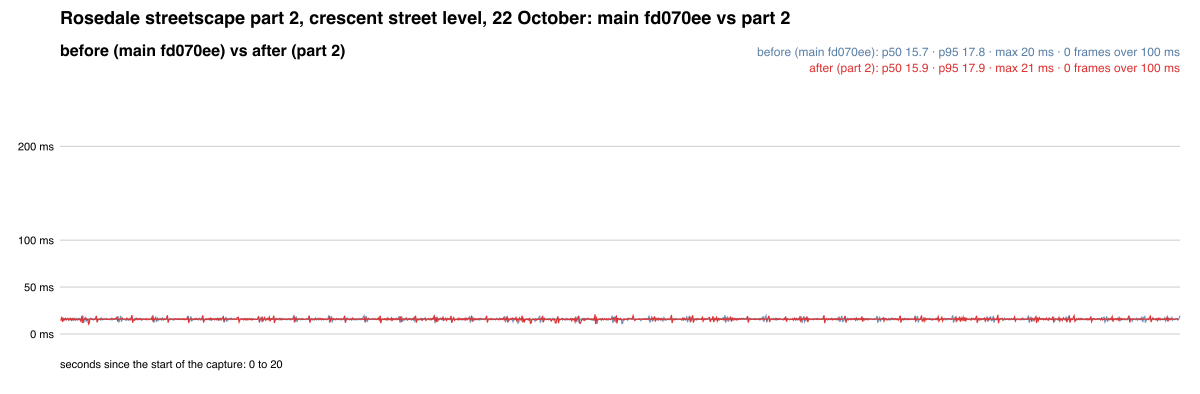 Rosedale streetscape part 2, crescent street level, 22 October: main fd070ee vs part 2
before (main fd070ee) vs after (part 2)
before (main fd070ee): p50 15.7 · p95 17.8 · max 20 ms · 0 frames over 100 ms
after (part 2): p50 15.9 · p95 17.9 · max 21 ms · 0 frames over 100 ms
200 ms
100 ms
50 ms
0 ms
seconds since the start of the capture: 0 to 20